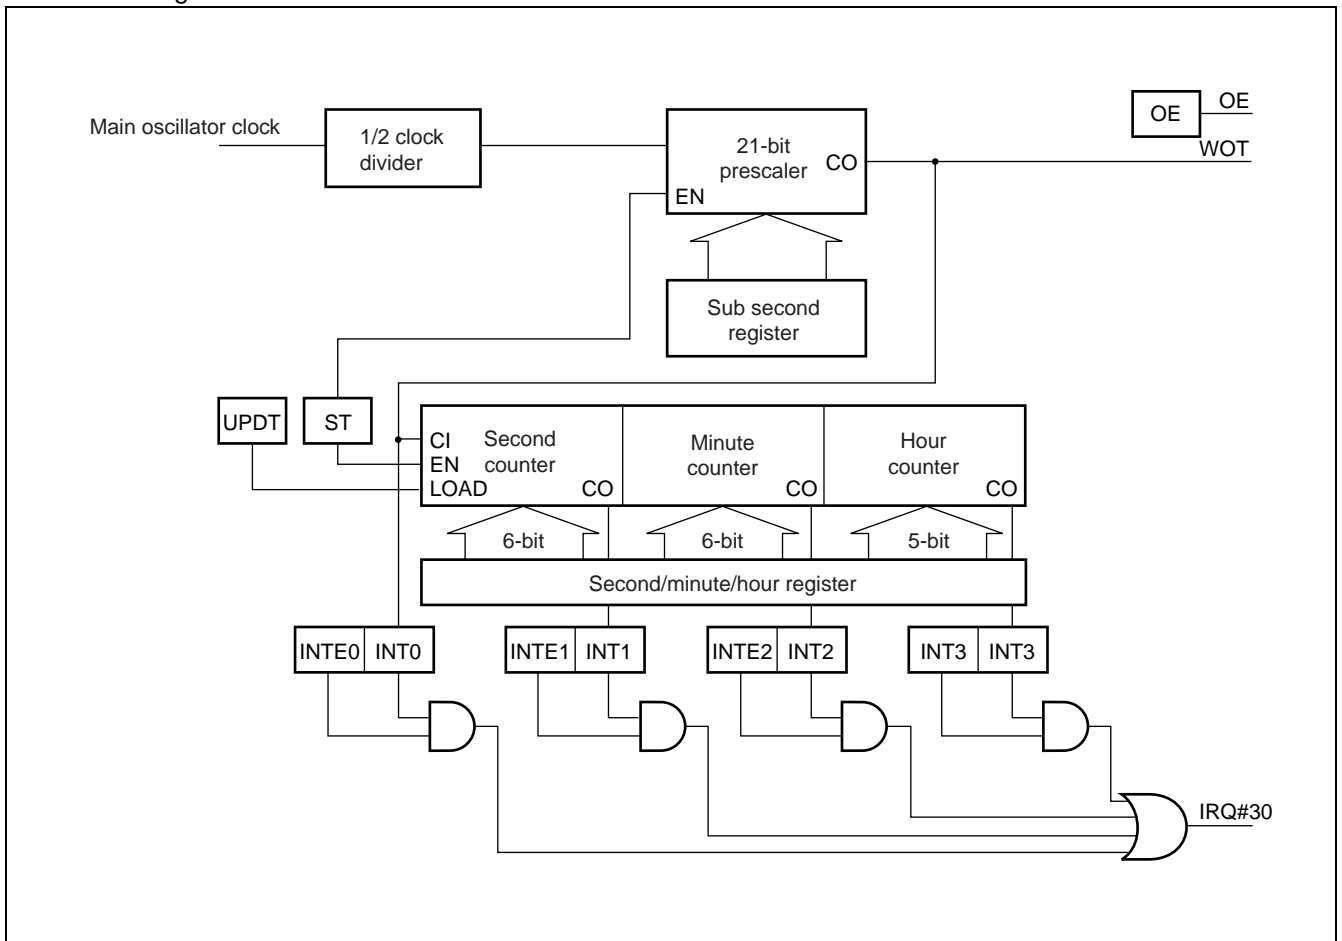 Main oscillator clock
1/2 clock
divider
21-bit
prescaler
CO
EN
OE
OE
WOT
Sub second
register
UPDT
ST
CI
EN
LOAD
Second
counter
CO
Minute
counter
CO
Hour
counter
CO
6-bit
6-bit
5-bit
Second/minute/hour register
INTE0
INT0
INTE1
INT1
INTE2
INT2
INT3
INT3
IRQ#30